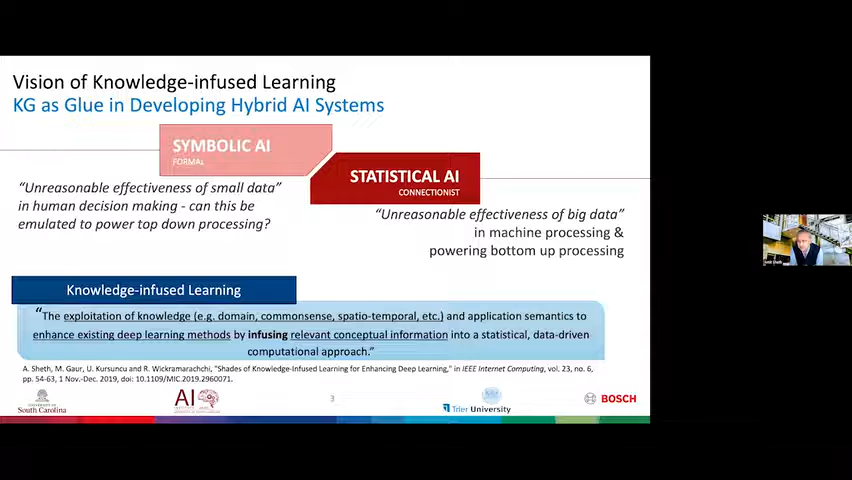 Vision of Knowledge-infused Learning
KG as Glue in Developing Hybrid AI Systems
SYMBOLIC AI
FORMAL
STATISTICAL AI
CONNECTIONIST
“Unreasonable effectiveness of small data”
in human decision making - can this be
emulated to power top down processing?
“Unreasonable effectiveness of big data”
in machine processing &
powering bottom up processing
Knowledge-infused Learning
“The exploitation of knowledge (e.g. domain, commonsense, spatio-temporal, etc.) and application semantics to
enhance existing deep learning methods by infusing relevant conceptual information into a statistical, data-driven
computational approach.”
A. Sheth, M. Gaur, U. Kursuncu and R. Wickramarachchi, "Shades of Knowledge-Infused Learning for Enhancing Deep Learning," in IEEE Internet Computing, vol. 23, no. 6,
pp. 54-63, 1 Nov.-Dec. 2019, doi: 10.1109/MIC.2019.2960071.
South Carolina
AI
3
Trier University
BOSCH